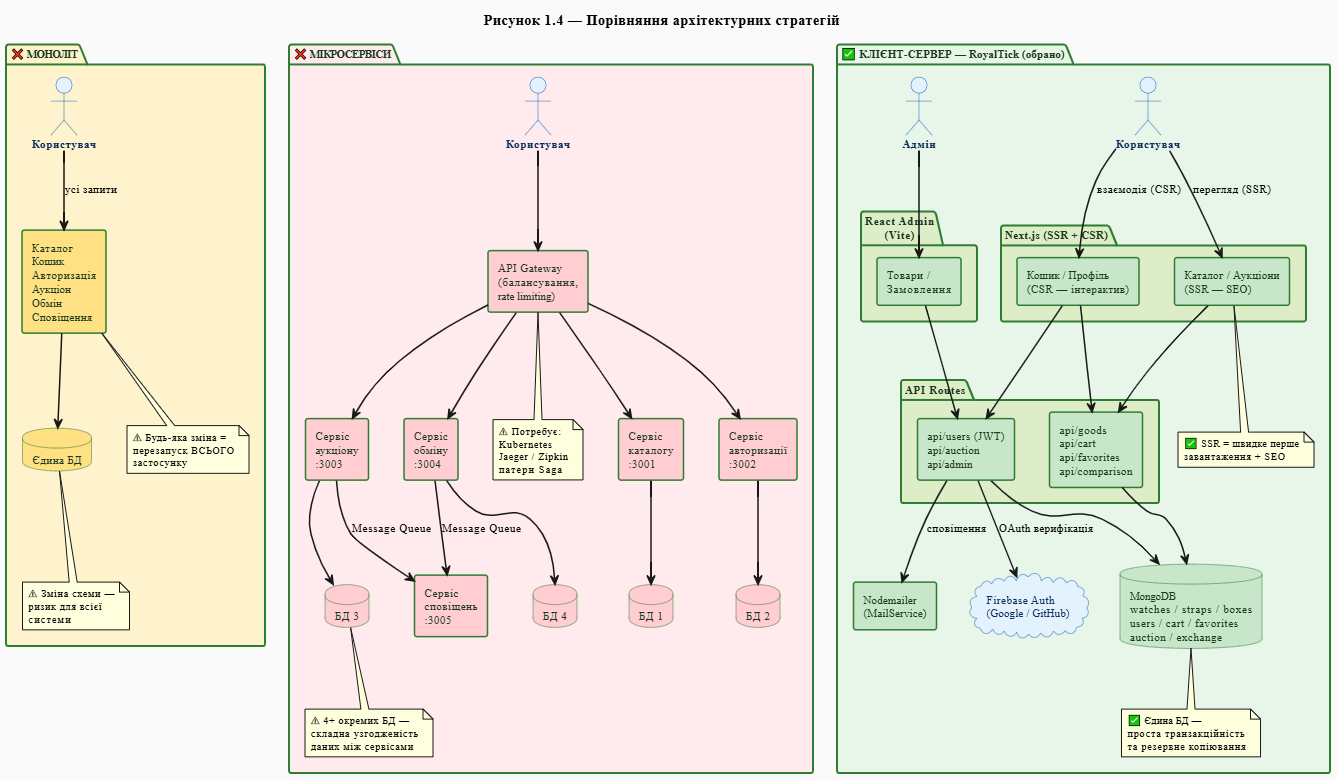 Рисунок 1.4 — Порівняння архітектурних стратегій
❌ МОНОЛІТ
Користувач
усі запити
Каталог
Кошик
Авторизація
Аукціон
Обмін
Сповіщення
Єдина БД
⚠ Будь-яка зміна =
перезапуск ВСЬОГО
застосунку
⚠ Зміна схеми —
ризик для всієї
системи
❌ МІКРОСЕРВІСИ
Користувач
API Gateway
(балансування,
rate limiting)
Сервіс
аукціону
:3003
Сервіс
обміну
:3004
⚠ Потребує:
Kubernetes
Jaeger / Zipkin
патерн Saga
Сервіс
каталогу
:3001
Сервіс
авторизації
:3002
Message Queue
Message Queue
БД 3
Сервіс
сповіщень
:3005
БД 4
БД 1
БД 2
⚠ 4+ окремих БД —
складна узгодженість
даних між сервісами
✅ КЛІЄНТ-СЕРВЕР — RoyalTick (обрано)
Адмін
Користувач
взаємодія (CSR)
перегляд (SSR)
React Admin
(Vite)
Товари /
Замовлення
Next.js (SSR + CSR)
Кошик / Профіль
(CSR — інтерактив)
Каталог / Аукціони
(SSR — SEO)
API Routes
api/users (JWT)
api/auction
api/admin
api/goods
api/cart
api/favorites
api/comparison
✅ SSR = швидке перше
завантаження + SEO
сповіщення
OAuth верифікація
Nodemailer
(MailService)
Firebase Auth
(Google / GitHub)
MongoDB
watches / straps / boxes
users / cart / favorites
auction / exchange
✅ Єдина БД —
проста транзакційність
та резервне копіювання